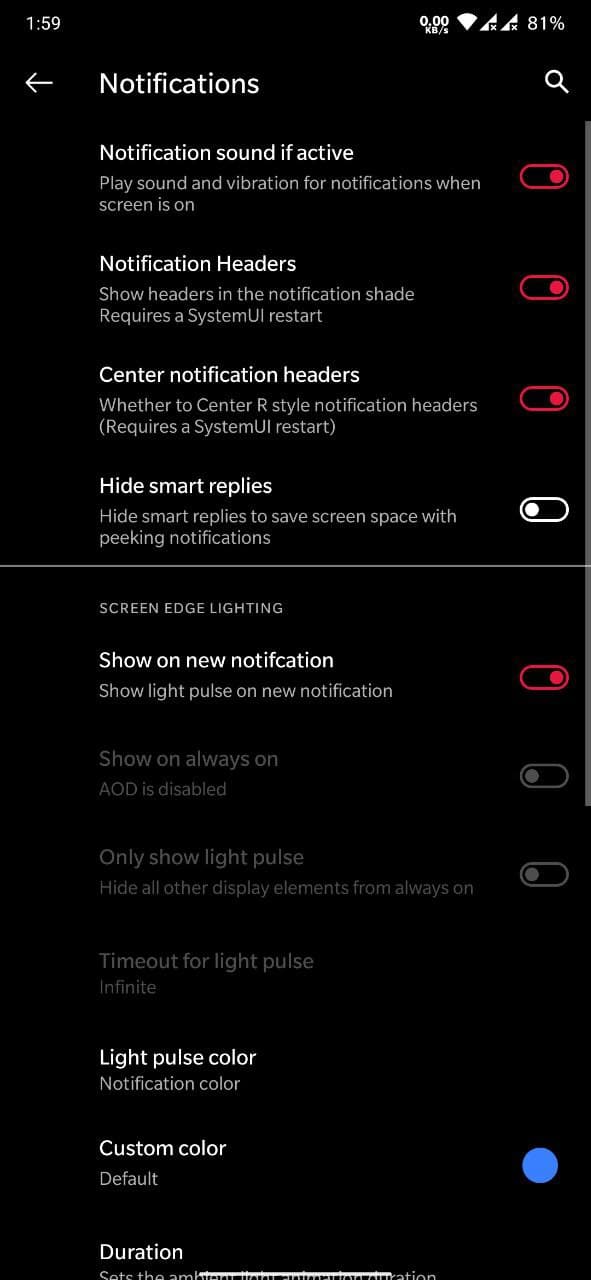 1:59
0.00
KB/s
81%
Notifications
Notification sound if active
Play sound and vibration for notifications when
screen is on
Notification Headers
Show headers in the notification shade
Requires a SystemUI restart
Center notification headers
Whether to Center R style notification headers
(Requires a SystemUI restart)
Hide smart replies
Hide smart replies to save screen space with
peeking notifications
SCREEN EDGE LIGHTING
Show on new notifcation
Show light pulse on new notification
Show on always on
AOD is disabled
Only show light pulse
Hide all other display elements from always on
Timeout for light pulse
Infinite
Light pulse color
Notification color
Custom color
Default
Duration
Sets the ambient light animation duration